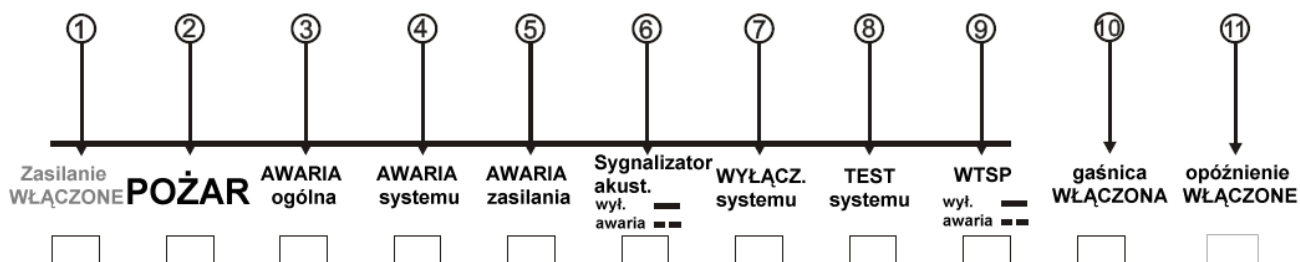 1 2 3 4 5 6 7 8 9 10 11
Zasilanie
WŁĄCZONE
POŻAR
AWARIA
ogólna
AWARIA
systemu
AWARIA
zasilania
Sygnalizator
akust.
wył.
awaria
WYŁĄCZ.
systemu
TEST
systemu
WTSP
wył.
awaria
gaśnica
WŁĄCZONA
opóźnienie
WŁĄCZONE